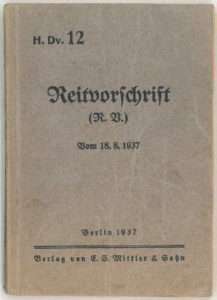 H. Dv. 12
Reitvorschrift
(R. V.)
Vom 18. 8. 1937
Berlin 1937
Verlag von E. S. Mittler & Sohn